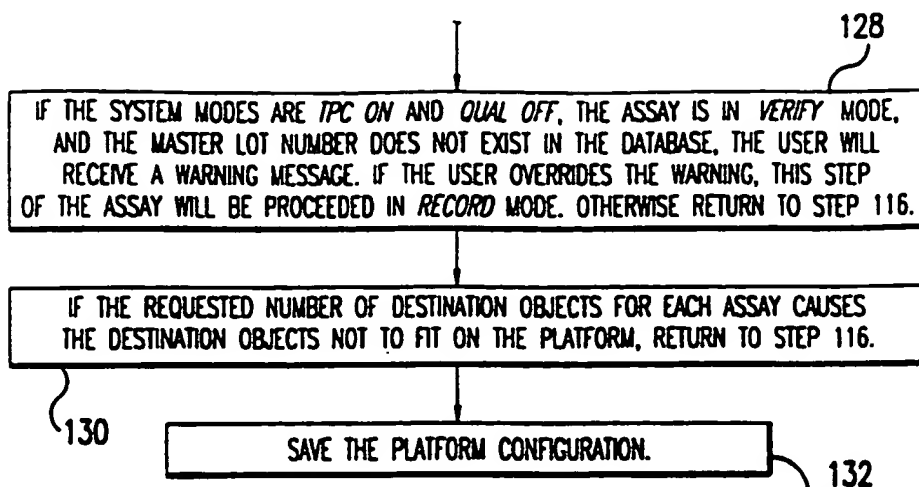 128
IF THE SYSTEM MODES ARE TPC ON AND QUAL OFF, THE ASSAY IS IN VERIFY MODE,
AND THE MASTER LOT NUMBER DOES NOT EXIST IN THE DATABASE, THE USER WILL
RECEIVE A WARNING MESSAGE. IF THE USER OVERRIDES THE WARNING, THIS STEP
OF THE ASSAY WILL BE PROCEEDED IN RECORD MODE. OTHERWISE RETURN TO STEP 116.
IF THE REQUESTED NUMBER OF DESTINATION OBJECTS FOR EACH ASSAY CAUSES
THE DESTINATION OBJECTS NOT TO FIT ON THE PLATFORM, RETURN TO STEP 116.
130
SAVE THE PLATFORM CONFIGURATION.
132